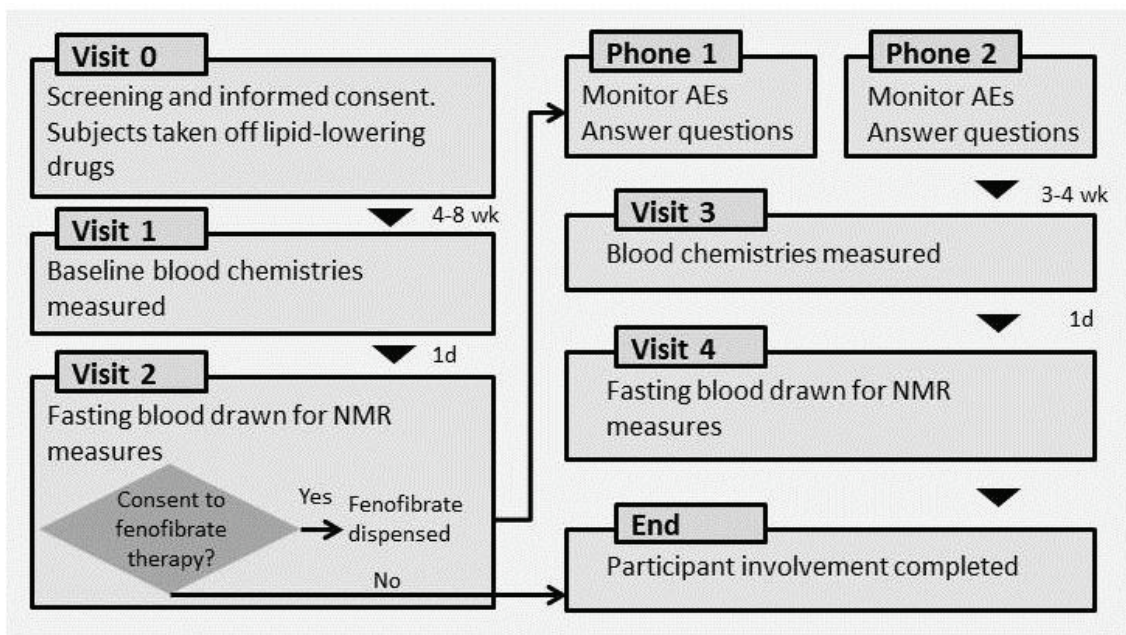 Visit 0
Screening and informed consent.
Subjects taken off lipid-lowering
drugs
4-8 wk
Visit 1
Baseline blood chemistries
measured
1d
Visit 2
Fasting blood drawn for NMR
measures
Consent to
fenofibrate
therapy?
Yes
Fenofibrate
dispensed
No
Phone 1
Monitor AEs
Answer questions
Phone 2
Monitor AEs
Answer questions
3-4 wk
Visit 3
Blood chemistries measured
1d
Visit 4
Fasting blood drawn for NMR
measures
End
Participant involvement completed